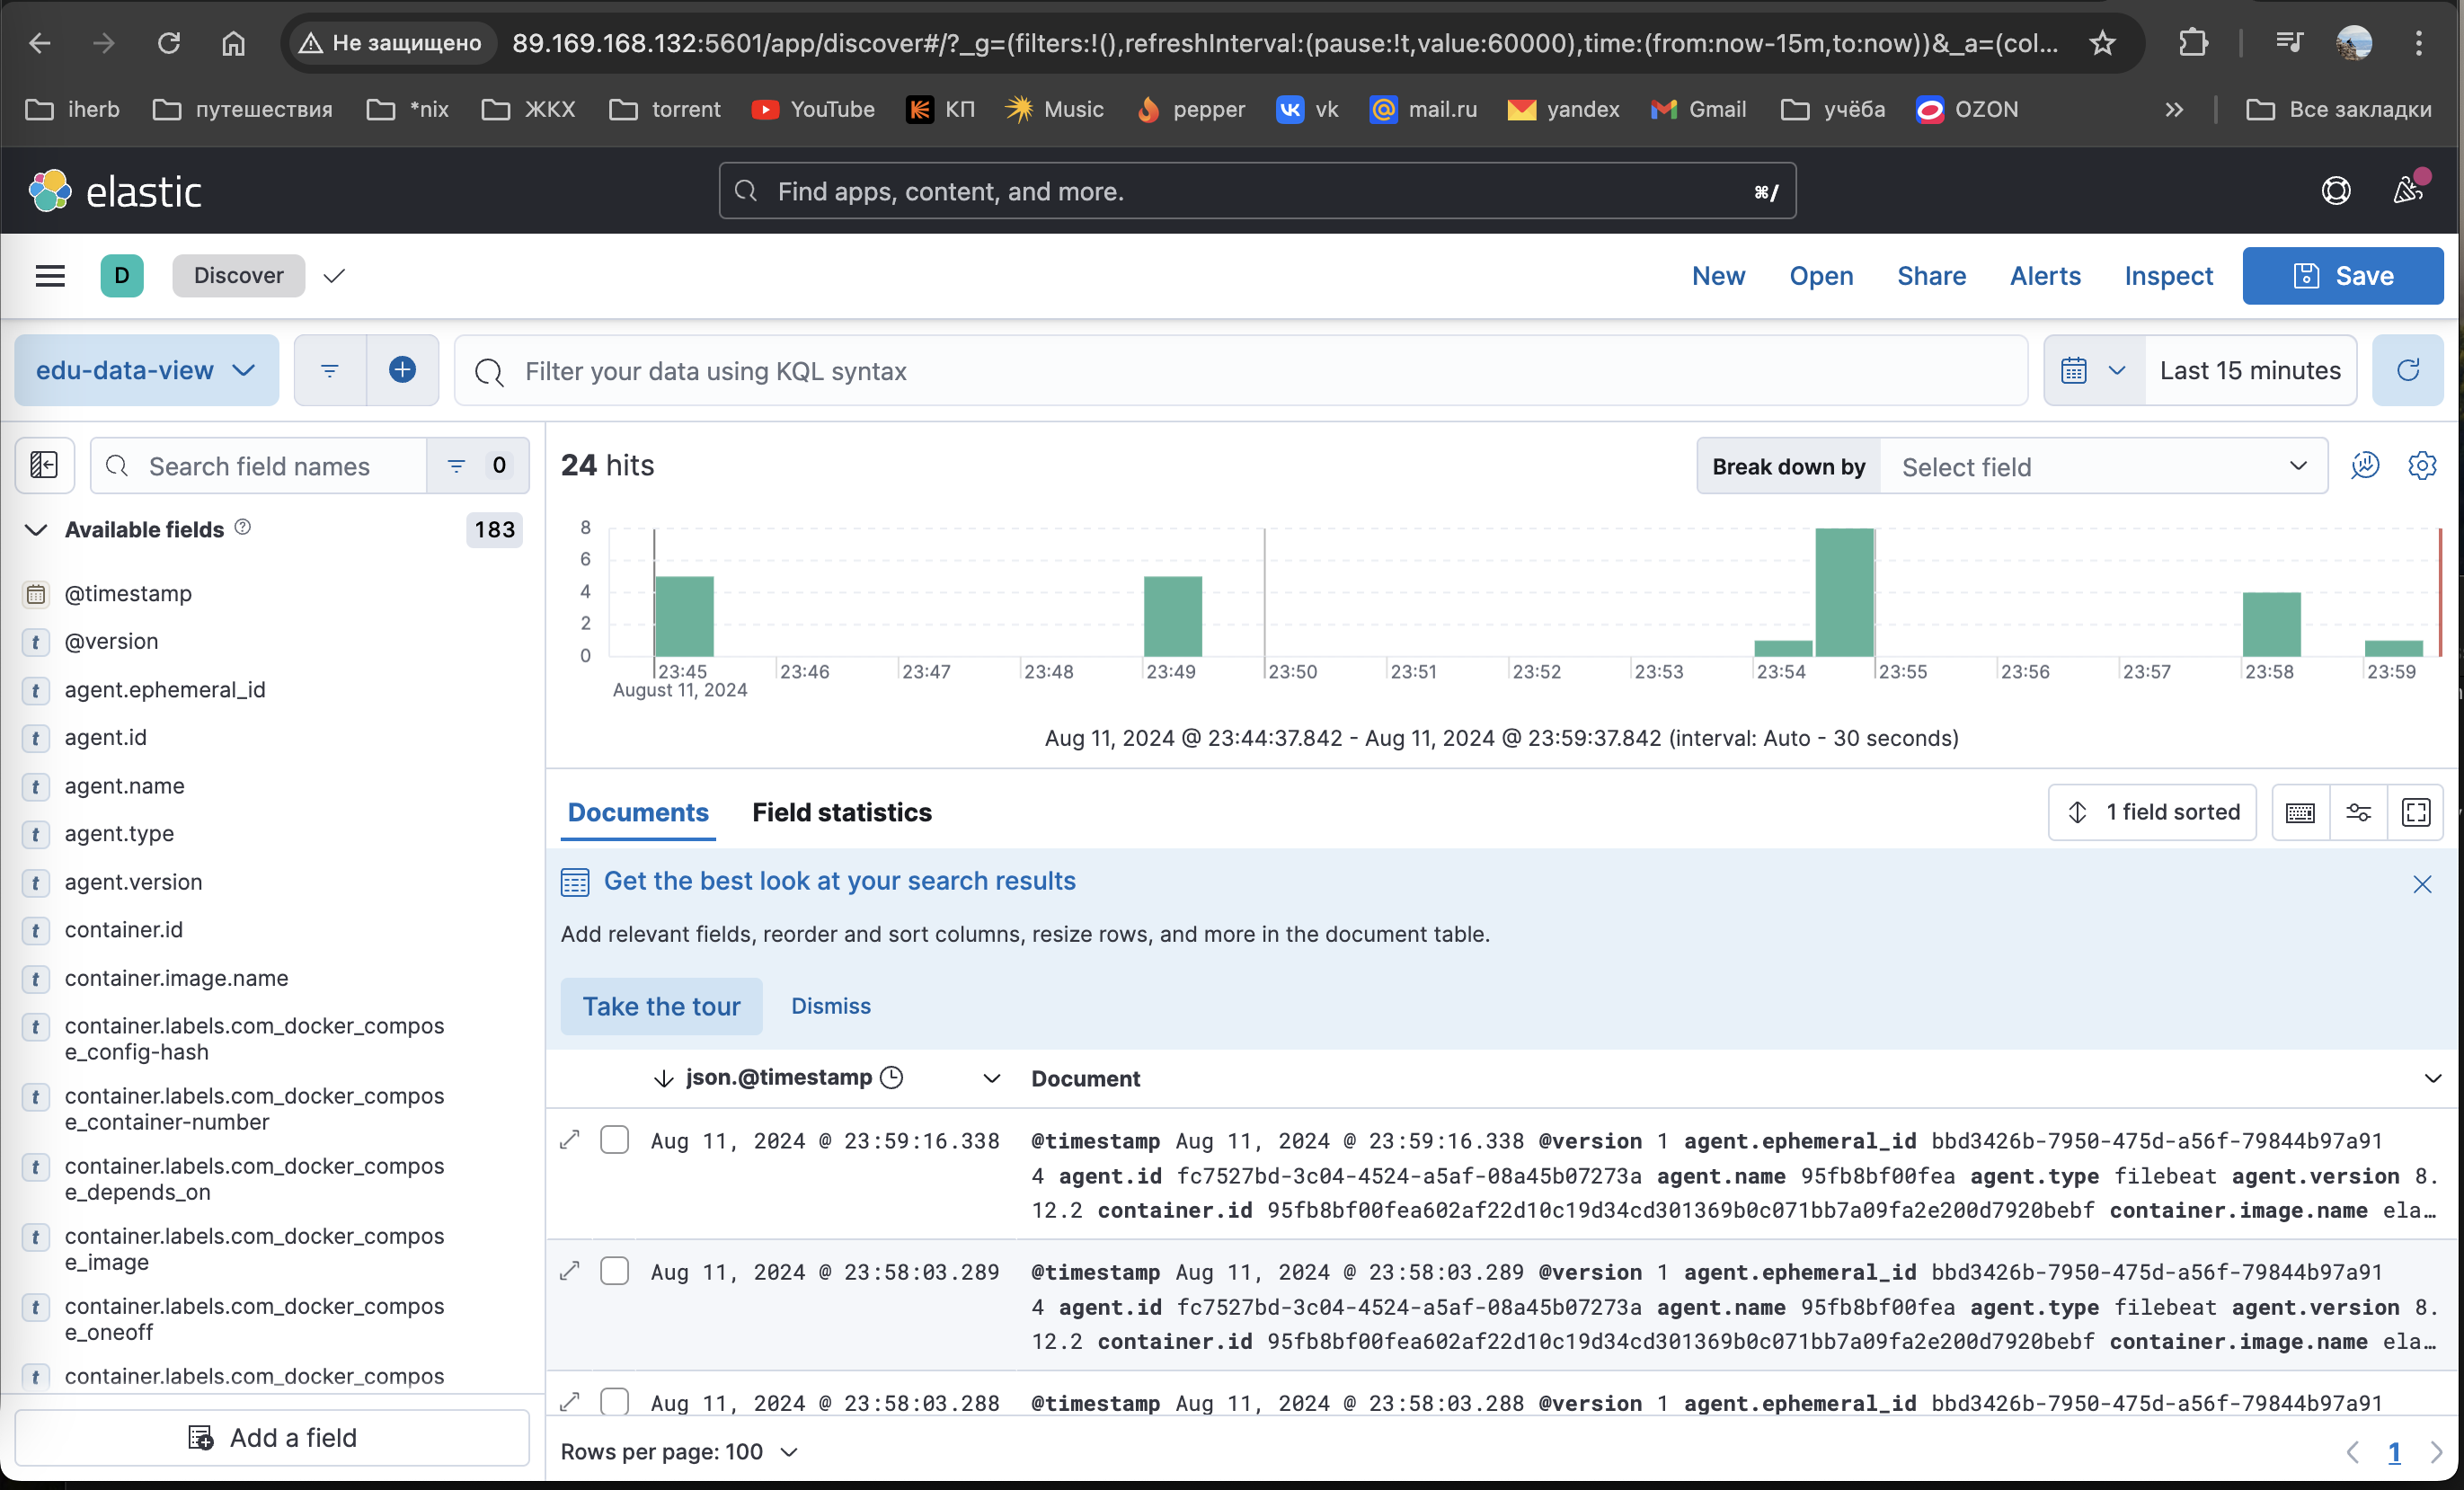 Не защищено 89.169.168.132:5601/app/discover#/?_g=(filters:!(),refreshInterval:(pause:!t,value:60000),time:(from:now-15m,to:now))&_a=(col...
iherb путешествия *nix ЖКХ torrent YouTube КП Music pepper vk mail.ru yandex Gmail учёба OZON » Все закладки
elastic Find apps, content, and more. ⌘/
D Discover New Open Share Alerts Inspect Save
edu-data-view Filter your data using KQL syntax Last 15 minutes
Search field names 0
24 hits Break down by Select field
Available fields 183
@timestamp
@version
agent.ephemeral_id
agent.id
agent.name
agent.type
agent.version
container.id
container.image.name
container.labels.com_docker_compos
e_config-hash
container.labels.com_docker_compos
e_container-number
container.labels.com_docker_compos
e_depends_on
container.labels.com_docker_compos
e_image
container.labels.com_docker_compos
e_oneoff
container.labels.com_docker_compos
Add a field
8
6
4
2
0
23:45 23:46 23:47 23:48 23:49 23:50 23:51 23:52 23:53 23:54 23:55 23:56 23:57 23:58 23:59
August 11, 2024
Aug 11, 2024 @ 23:44:37.842 - Aug 11, 2024 @ 23:59:37.842 (interval: Auto - 30 seconds)
Documents Field statistics 1 field sorted
Get the best look at your search results
Add relevant fields, reorder and sort columns, resize rows, and more in the document table.
Take the tour Dismiss
json.@timestamp Document
Aug 11, 2024 @ 23:59:16.338 @timestamp Aug 11, 2024 @ 23:59:16.338 @version 1 agent.ephemeral_id bbd3426b-7950-475d-a56f-79844b97a91
4 agent.id fc7527bd-3c04-4524-a5af-08a45b07273a agent.name 95fb8bf00fea agent.type filebeat agent.version 8.
12.2 container.id 95fb8bf00fea602af22d10c19d34cd301369b0c071bb7a09fa2e200d7920bebf container.image.name ela…
Aug 11, 2024 @ 23:58:03.289 @timestamp Aug 11, 2024 @ 23:58:03.289 @version 1 agent.ephemeral_id bbd3426b-7950-475d-a56f-79844b97a91
4 agent.id fc7527bd-3c04-4524-a5af-08a45b07273a agent.name 95fb8bf00fea agent.type filebeat agent.version 8.
12.2 container.id 95fb8bf00fea602af22d10c19d34cd301369b0c071bb7a09fa2e200d7920bebf container.image.name ela…
Aug 11, 2024 @ 23:58:03.288 @timestamp Aug 11, 2024 @ 23:58:03.288 @version 1 agent.ephemeral_id bbd3426b-7950-475d-a56f-79844b97a91
Rows per page: 100 1